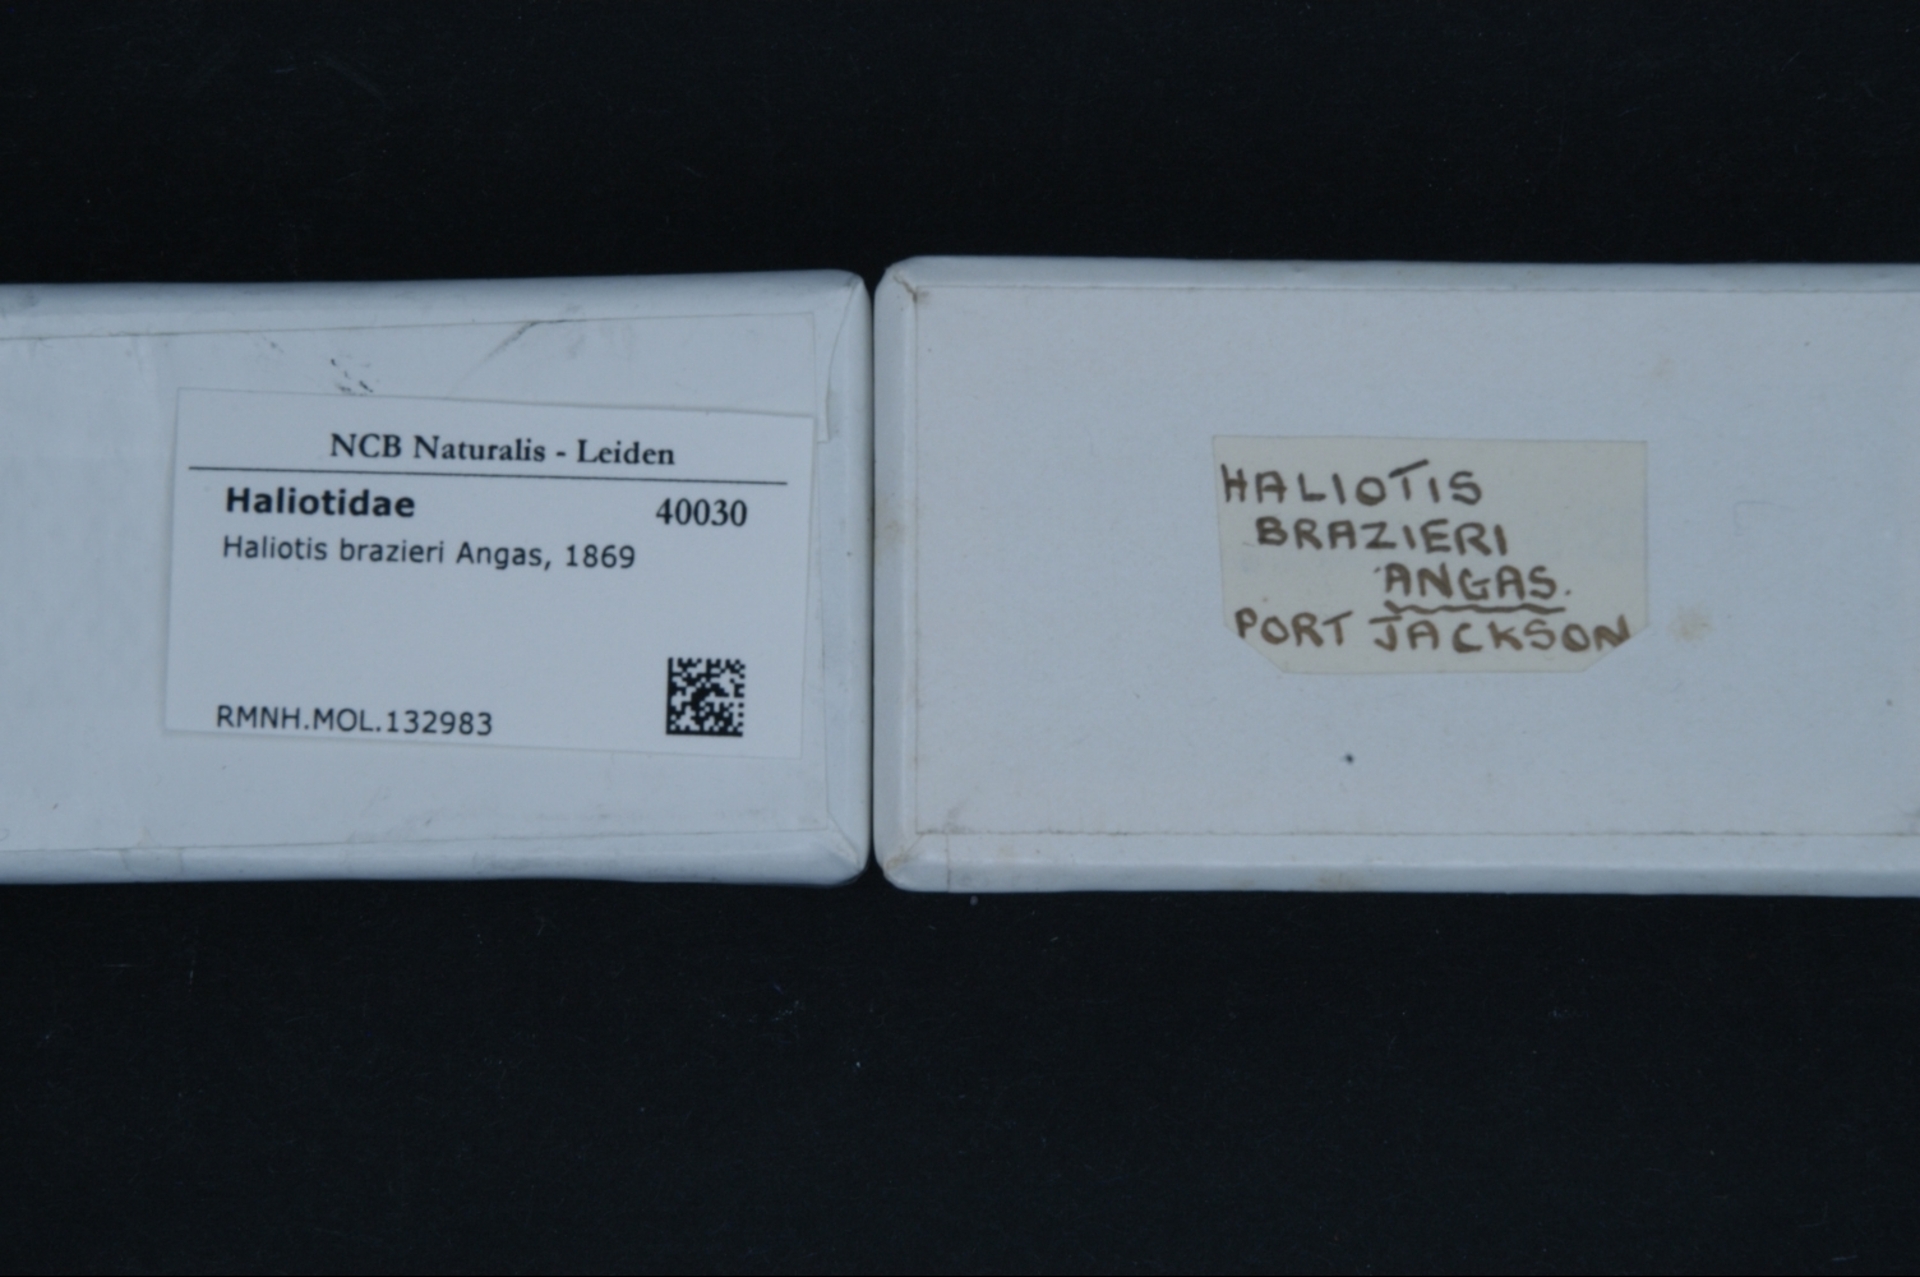 NCB Naturalis - Leiden
Haliotidae 40030
Haliotis brazieri Angas, 1869
RMNH.MOL.132983
HALIOTIS
BRAZIERI
ANGAS.
PORT JACKSON